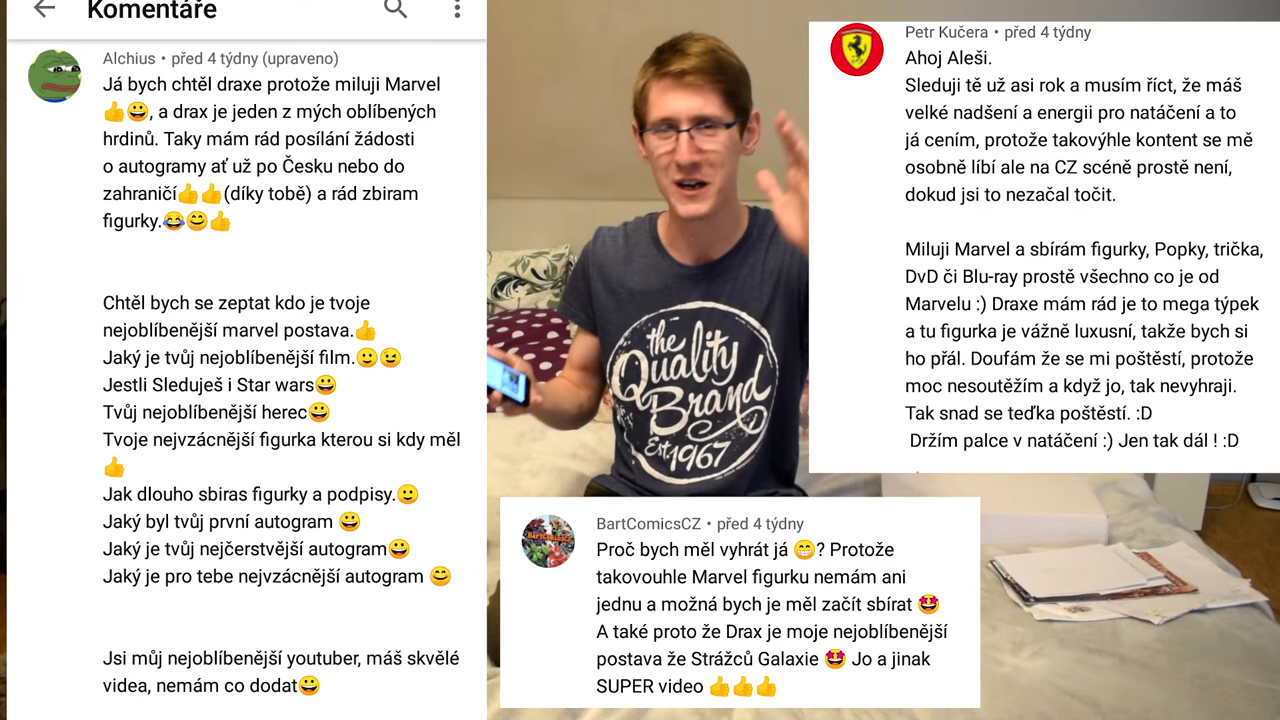 Komentáře
Alchius • před 4 týdny (upraveno)
Já bych chtěl draxe protože miluji Marvel
👍😀, a drax je jeden z mých oblíbených
hrdinů. Taky mám rád posílání žádosti
o autogramy ať už po Česku nebo do
zahraničí👍👍(díky tobě) a rád zbiram
figurky.😂😊👍
Chtěl bych se zeptat kdo je tvoje
nejoblíbenější marvel postava.👍
Jaký je tvůj nejoblíbenější film.🙂😉
Jestli Sleduješ i Star wars😀
Tvůj nejoblíbenější herec😀
Tvoje nejvzácnější figurka kterou si kdy měl
👍
Jak dlouho sbiras figurky a podpisy.🙂
Jaký byl tvůj první autogram 😀
Jaký je tvůj nejčerstvější autogram😀
Jaký je pro tebe nejvzácnější autogram 😊
Jsi můj nejoblíbenější youtuber, máš skvělé
videa, nemám co dodat😀
the
Quality
Brand
Est. 1967
BartComicsCZ • před 4 týdny
Proč bych měl vyhrát já 😁? Protože
takovouhle Marvel figurku nemám ani
jednu a možná bych je měl začít sbírat 🤩
A také proto že Drax je moje nejoblíbenější
postava že Strážců Galaxie 🤩 Jo a jinak
SUPER video 👍👍👍
Petr Kučera • před 4 týdny
Ahoj Aleši.
Sleduji tě už asi rok a musím říct, že máš
velké nadšení a energii pro natáčení a to
já cením, protože takovýhle kontent se mě
osobně líbí ale na CZ scéně prostě není,
dokud jsi to nezačal točit.
Miluji Marvel a sbírám figurky, Popky, trička,
DvD či Blu-ray prostě všechno co je od
Marvelu :) Draxe mám rád je to mega týpek
a tu figurka je vážně luxusní, takže bych si
ho přál. Doufám že se mi poštěstí, protože
moc nesoutěžím a když jo, tak nevyhraji.
Tak snad se teďka poštěstí. :D
Držím palce v natáčení :) Jen tak dál ! :D